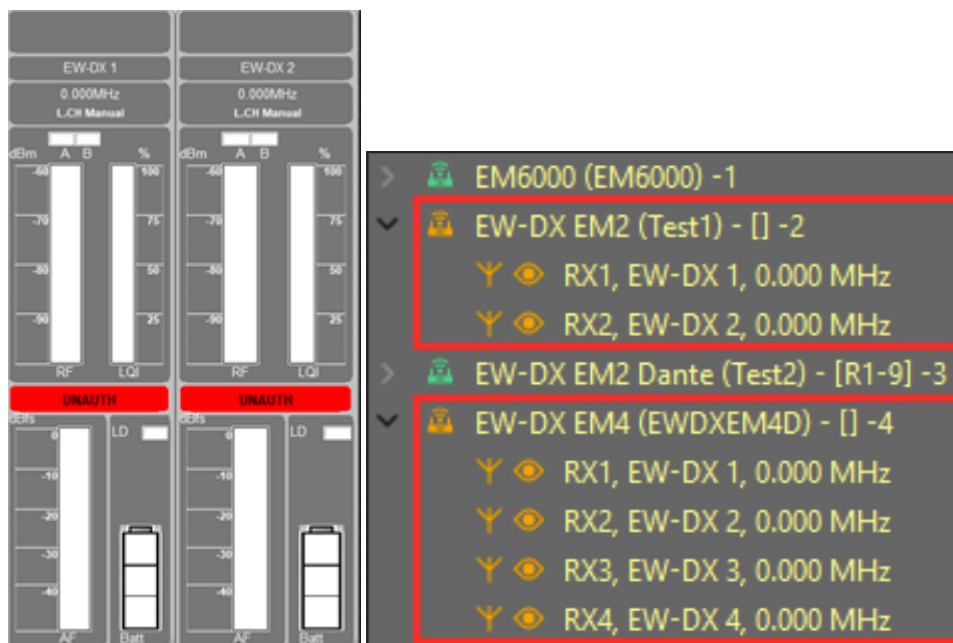 EW-DX 1
0.000MHz
L.CH Manual
dBm A B %
-60 100
-70 75
-80 50
-90 25
RF LQI
UNAUTH
dBfs
0 LD
-10
-20
-30
-40
AF Batt
EW-DX 2
0.000MHz
L.CH Manual
dBm A B %
-60 100
-70 75
-80 50
-90 25
RF LQI
UNAUTH
dBfs
0 LD
-10
-20
-30
-40
AF Batt
EM6000 (EM6000) -1
EW-DX EM2 (Test1) - [] -2
RX1, EW-DX 1, 0.000 MHz
RX2, EW-DX 2, 0.000 MHz
EW-DX EM2 Dante (Test2) - [R1-9] -3
EW-DX EM4 (EWDXEM4D) - [] -4
RX1, EW-DX 1, 0.000 MHz
RX2, EW-DX 2, 0.000 MHz
RX3, EW-DX 3, 0.000 MHz
RX4, EW-DX 4, 0.000 MHz